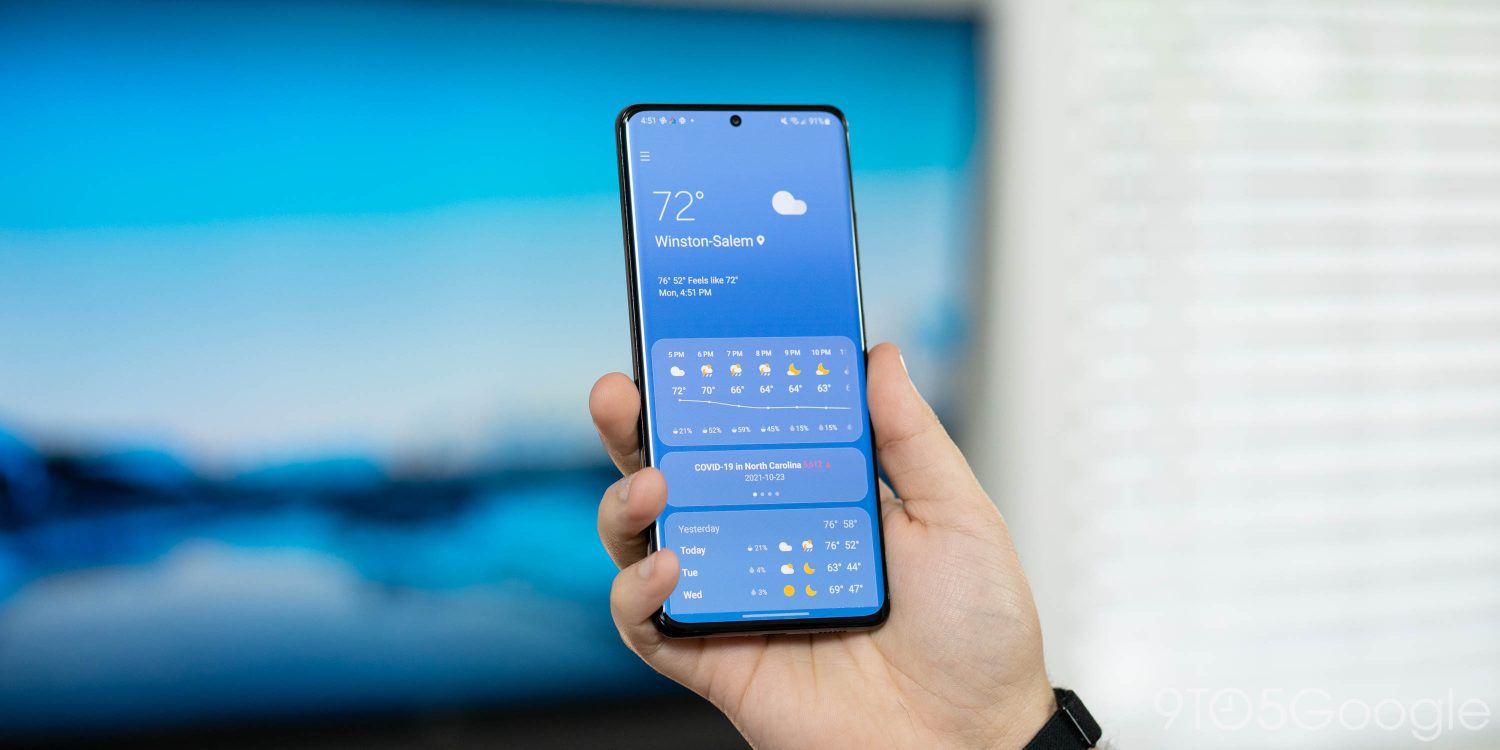 4:51 91%
72°
Winston-Salem
76° 52° Feels like 72°
Mon, 4:51 PM
5 PM 6 PM 7 PM 8 PM 9 PM 10 PM 1
72° 70° 66° 64° 64° 63°
21% 52% 59% 45% 15% 15%
COVID-19 in North Carolina
2021-10-23
Yesterday 76° 58°
Today 21% 76° 52°
Tue 4% 63° 44°
Wed 3% 69° 47°
9TO5Google